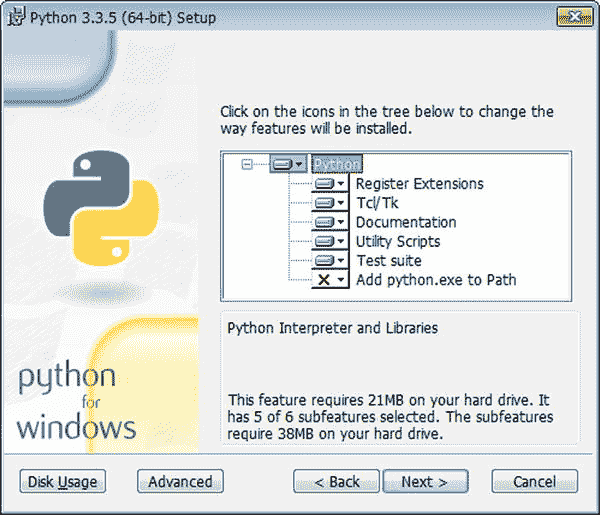 Python 3.3.5 (64-bit) Setup
Click on the icons in the tree below to change the
way features will be installed.
Python
Register Extensions
Tcl/Tk
Documentation
Utility Scripts
Test suite
Add python.exe to Path
Python Interpreter and Libraries
This feature requires 21MB on your hard drive. It
has 5 of 6 subfeatures selected. The subfeatures
require 38MB on your hard drive.
python
for
windows
Disk Usage
Advanced
< Back
Next >
Cancel